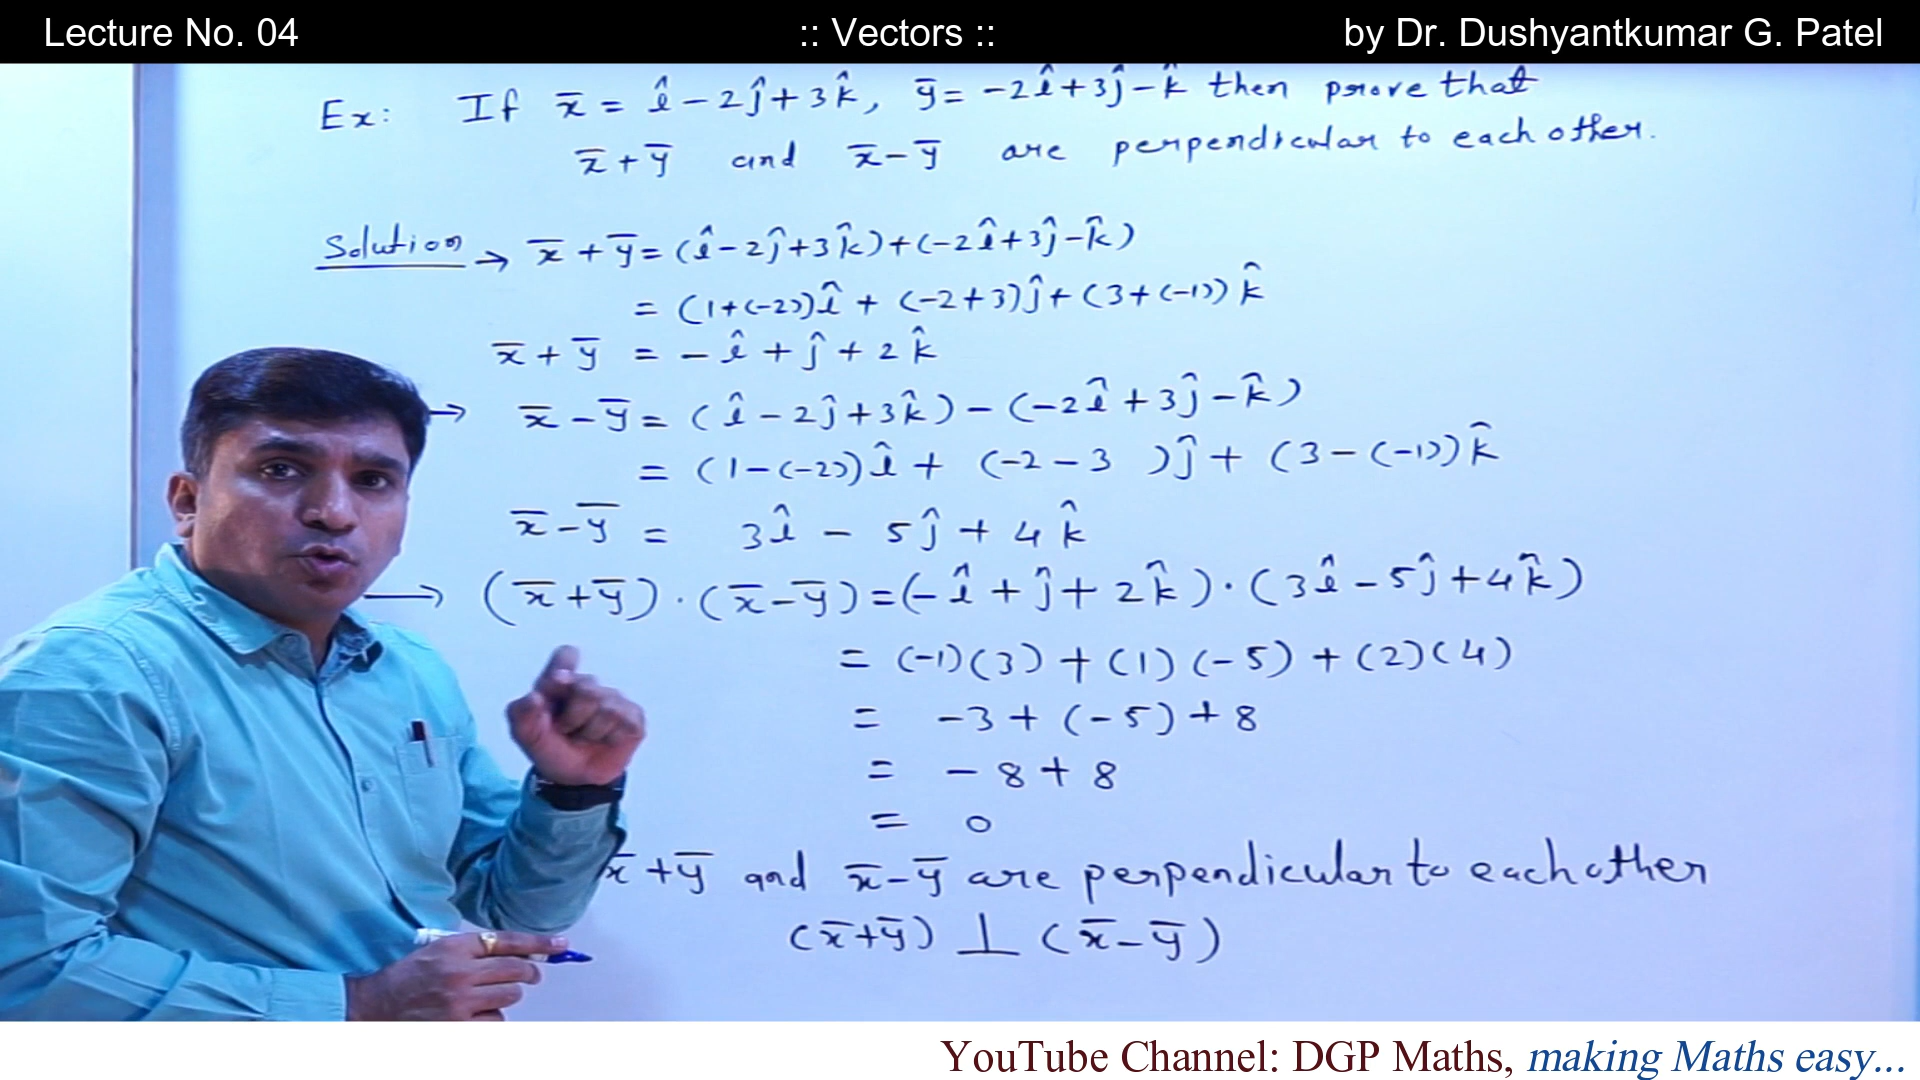 Lecture No. 04 :: Vectors :: by Dr. Dushyantkumar G. Patel
Ex: If x̅ = î - 2ĵ + 3k̂, y̅ = -2î + 3ĵ - k̂ then prove that
x̅ + y̅ and x̅ - y̅ are perpendicular to each other.
Solution → x̅ + y̅ = (î - 2ĵ + 3k̂) + (-2î + 3ĵ - k̂)
= (1+(-2))î + (-2+3)ĵ + (3+(-1))k̂
x̅ + y̅ = -î + ĵ + 2k̂
→ x̅ - y̅ = (î - 2ĵ + 3k̂) - (-2î + 3ĵ - k̂)
= (1-(-2))î + (-2-3 )ĵ + (3-(-1))k̂
x̅ - y̅ = 3î - 5ĵ + 4k̂
→ (x̅ + y̅) · (x̅ - y̅) = (-î + ĵ + 2k̂) · (3î - 5ĵ + 4k̂)
= (-1)(3) + (1)(-5) + (2)(4)
= -3 + (-5) + 8
= -8 + 8
= 0
x̅ + y̅ and x̅ - y̅ are perpendicular to each other
(x̅ + y̅) ⊥ (x̅ - y̅)
YouTube Channel: DGP Maths, making Maths easy...